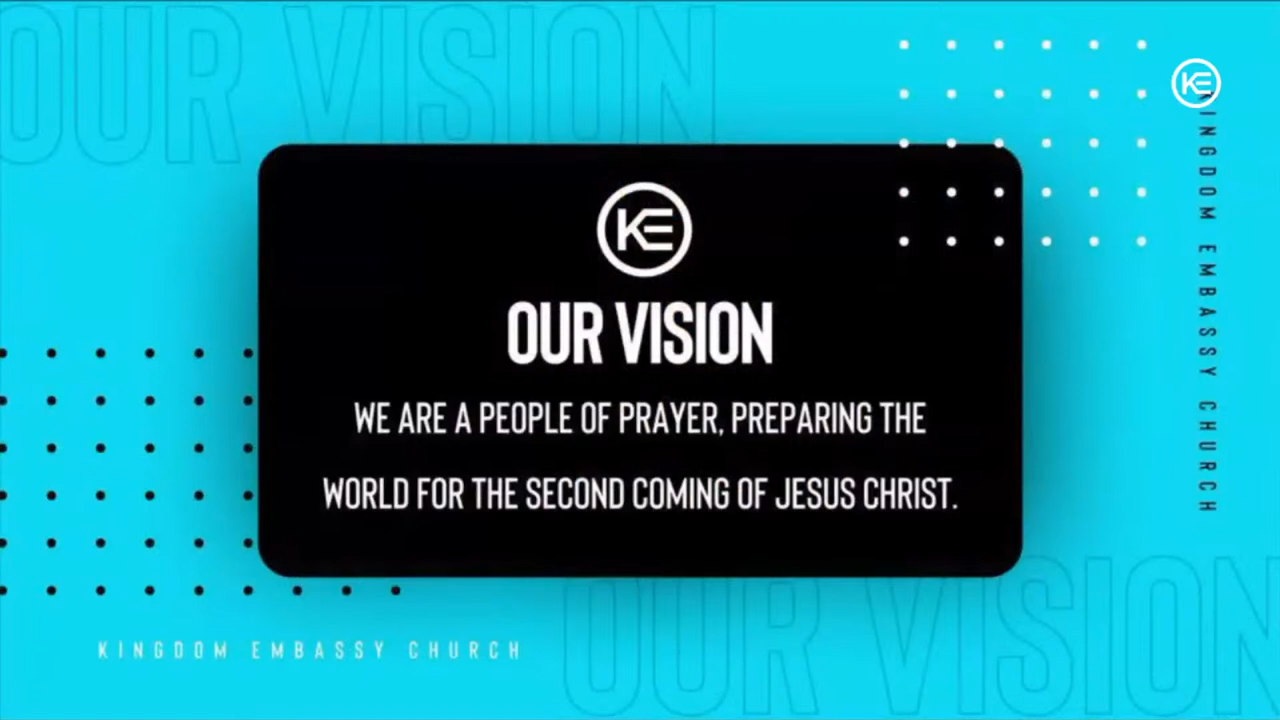 OUR VISION
KE
KINGDOM EMBASSY CHURCH
KE
OUR VISION
WE ARE A PEOPLE OF PRAYER, PREPARING THE
WORLD FOR THE SECOND COMING OF JESUS CHRIST.
OUR VISION
KINGDOM EMBASSY CHURCH